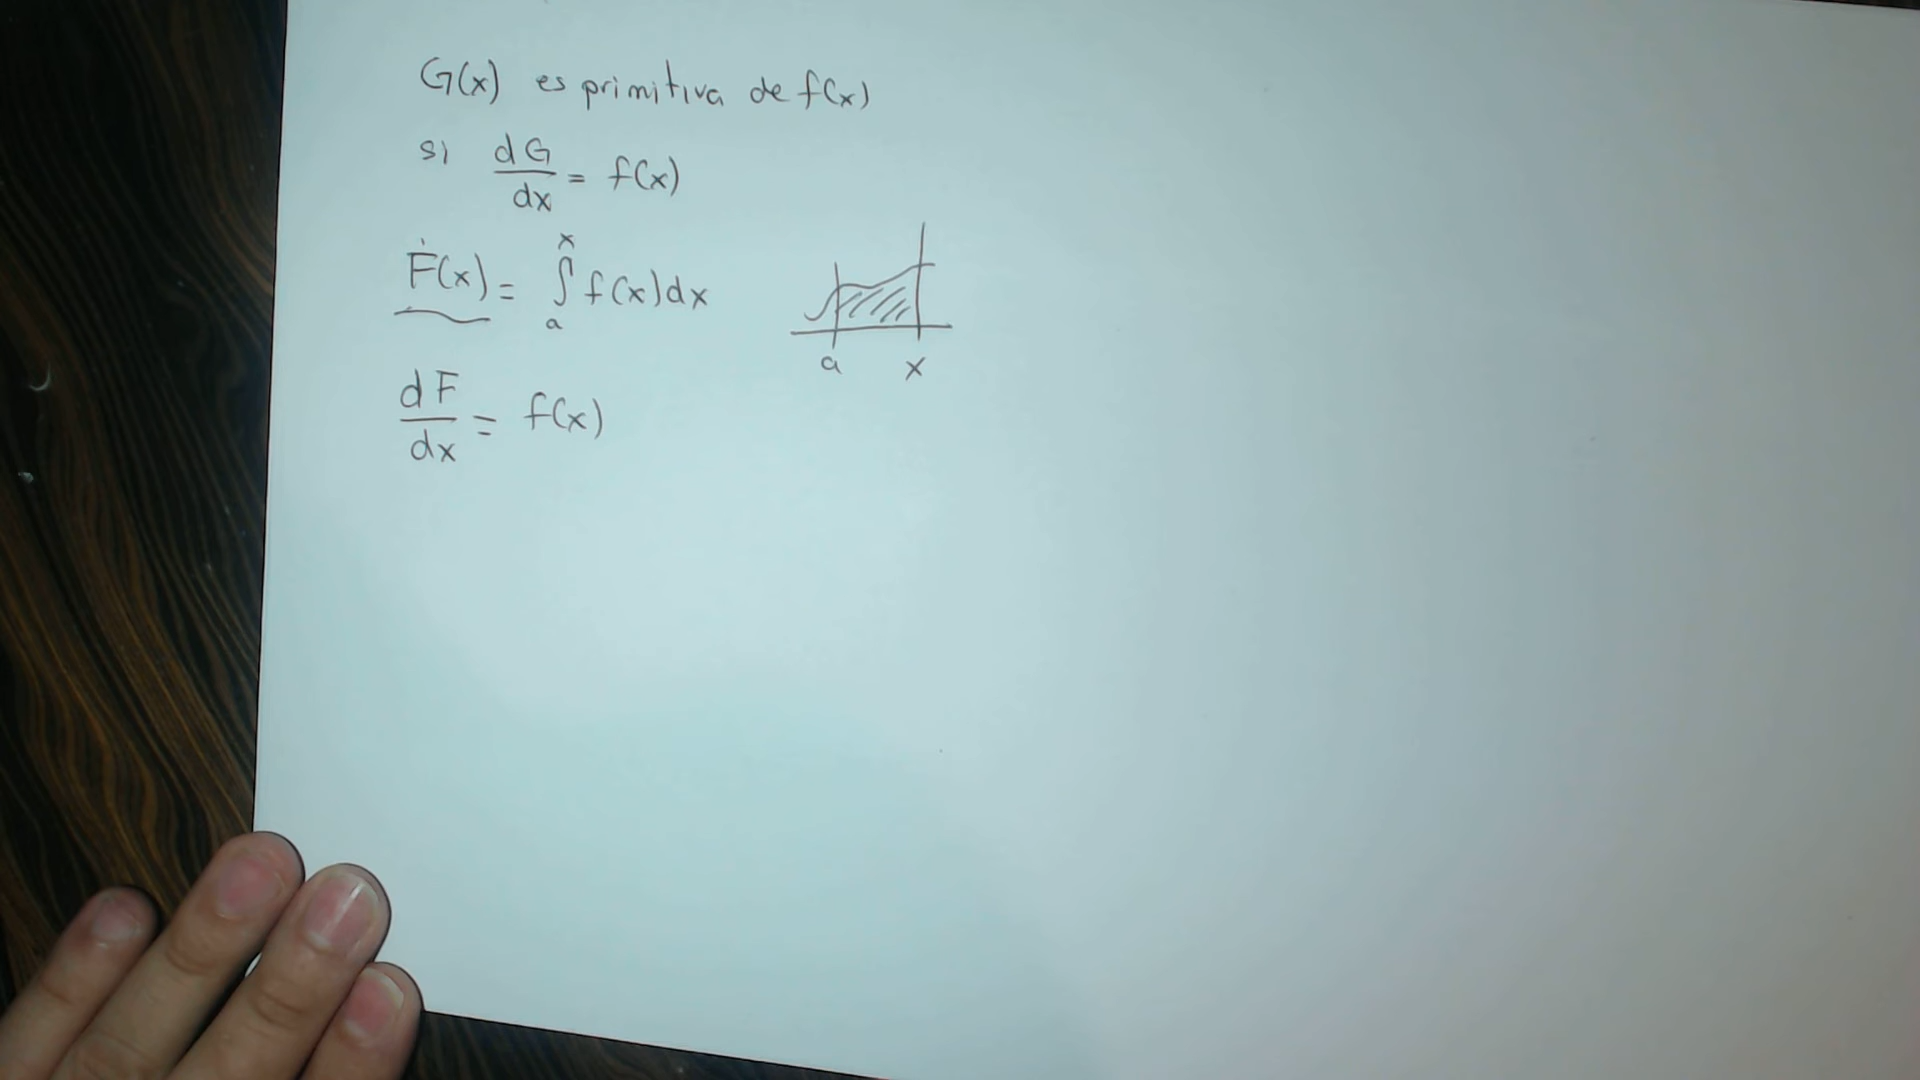 G(x) es primitiva de f(x)
si dG/dx = f(x)
F(x) = ∫ₐˣ f(x)dx
a x
dF/dx = f(x)